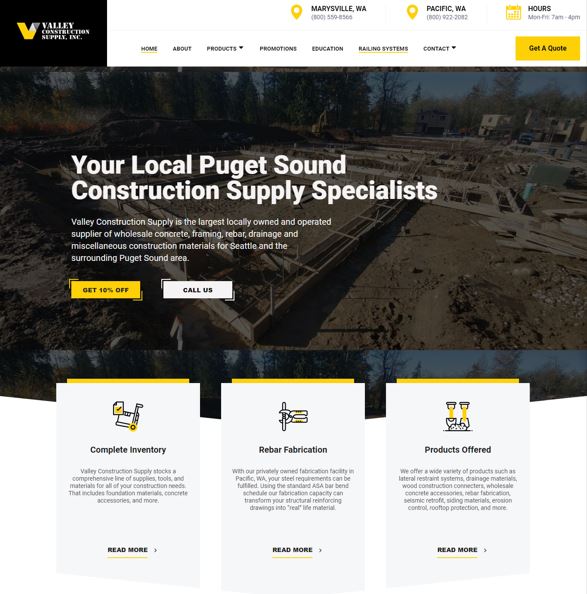 VALLEY
CONSTRUCTION
SUPPLY, INC.
MARYSVILLE, WA
(800) 559-8566
PACIFIC, WA
(800) 922-2082
HOURS
Mon-Fri: 7am - 4pm
HOME
ABOUT
PRODUCTS
PROMOTIONS
EDUCATION
RAILING SYSTEMS
CONTACT
Get A Quote
Your Local Puget Sound
Construction Supply Specialists
Valley Construction Supply is the largest locally owned and operated
supplier of wholesale concrete, framing, rebar, drainage and
miscellaneous construction materials for Seattle and the
surrounding Puget Sound area.
GET 10% OFF
CALL US
Complete Inventory
Valley Construction Supply stocks a
comprehensive line of supplies, tools, and
materials for all of your construction needs.
That includes foundation materials, concrete
accessories, and more.
READ MORE
Rebar Fabrication
With our privately owned fabrication facility in
Pacific, WA, your steel requirements can be
fulfilled. Using the standard ASA bar bend
schedule our fabrication capacity can
transform your structural reinforcing
drawings into "real" life material.
READ MORE
Products Offered
We offer a wide variety of products such as
lateral restraint systems, drainage materials,
wood construction connecters, wholesale
concrete accessories, rebar fabrication,
seismic retrofit, siding materials, erosion
control, rooftop protection, and more.
READ MORE